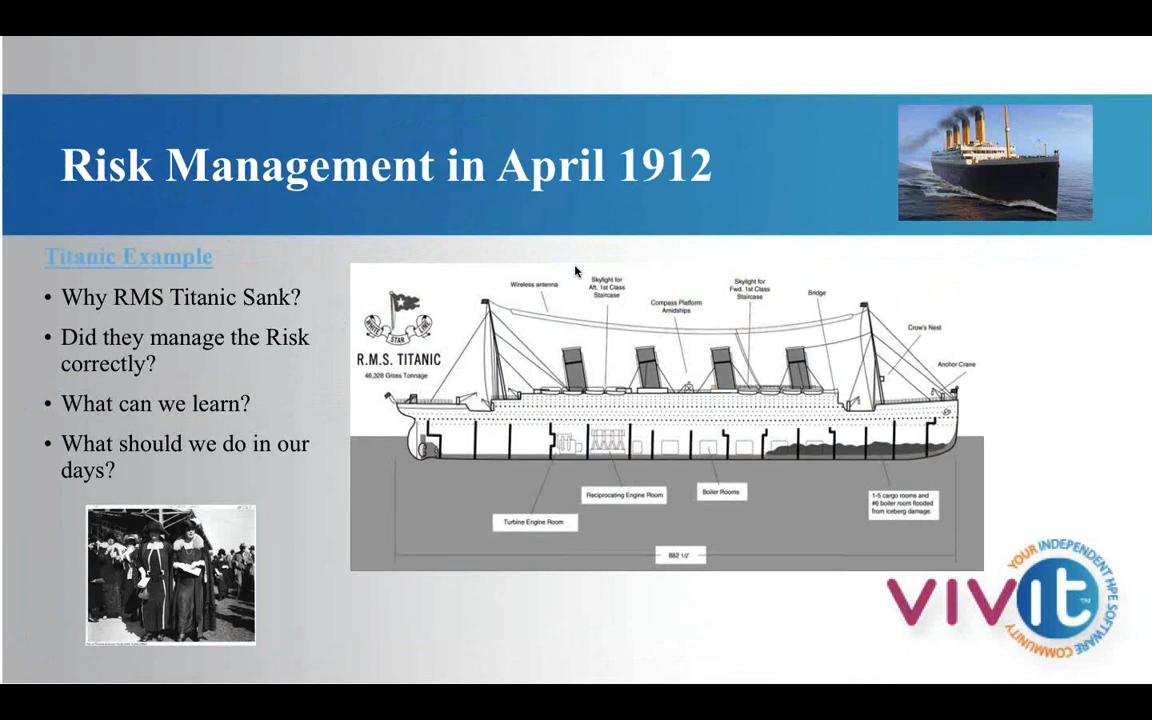 Risk Management in April 1912
Titanic Example
• Why RMS Titanic Sank?
• Did they manage the Risk
correctly?
• What can we learn?
• What should we do in our
days?
Wireless antenna
Skylight for
Aft. 1st Class
Staircase
Compass Platform
Amidships
Skylight for
Fwd. 1st Class
Staircase
Bridge
Crow's Nest
Anchor Crane
WHITE STAR LINE
R.M.S. TITANIC
46,328 Gross Tonnage
Turbine Engine Room
Reciprocating Engine Room
Boiler Rooms
1-5 cargo rooms and
#6 boiler room flooded
from iceberg damage.
882 1/2'
VIVIT
TM
YOUR INDEPENDENT HPE SOFTWARE COMMUNITY